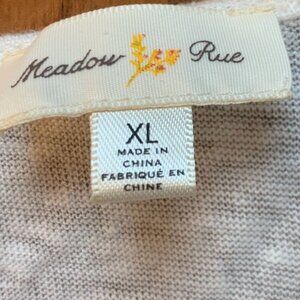 Meadow Rue
XL
MADE IN
CHINA
FABRIQUÉ EN
CHINE